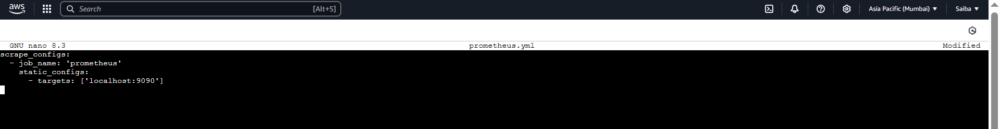 aws
Search
[Alt+S]
Asia Pacific (Mumbai)
Saiba
GNU nano 8.3
prometheus.yml
Modified
scrape_configs:
  - job_name: 'prometheus'
    static_configs:
      - targets: ['localhost:9090']